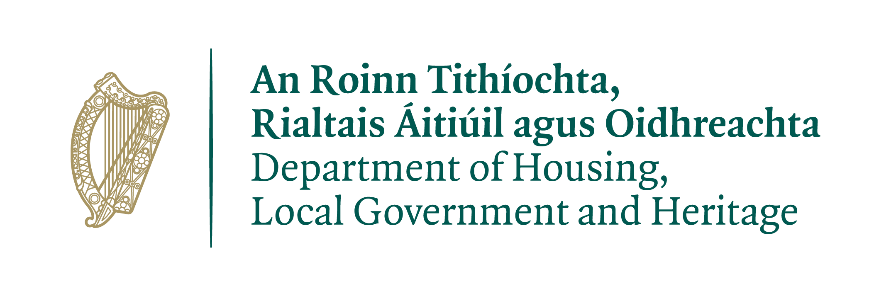 An Roinn Tithíochta,
Rialtais Áitiúil agus Oidhreachta
Department of Housing,
Local Government and Heritage